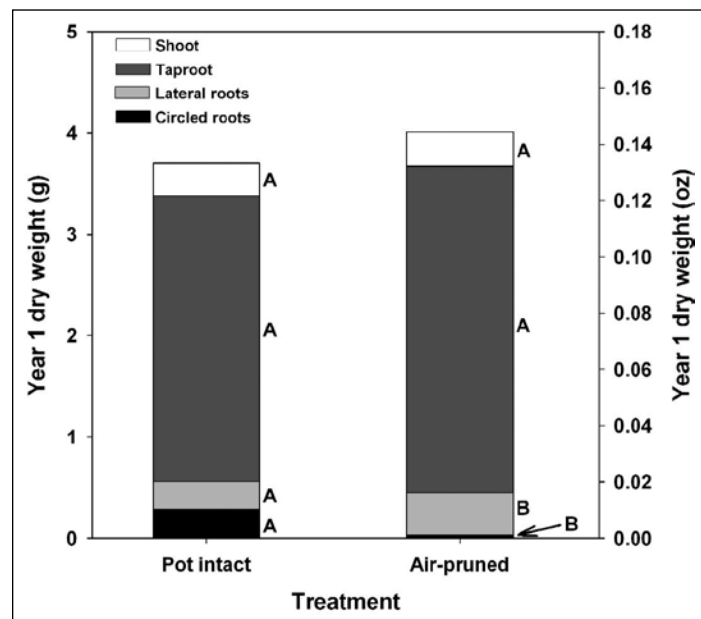 Year 1 dry weight (g)
5
4
3
2
1
0
Shoot
Taproot
Lateral roots
Circled roots
A
A
A
A
A
A
B
B
Pot intact
Air-pruned
Treatment
0.18
0.16
0.14
0.12
0.10
0.08
0.06
0.04
0.02
0.00
Year 1 dry weight (oz)